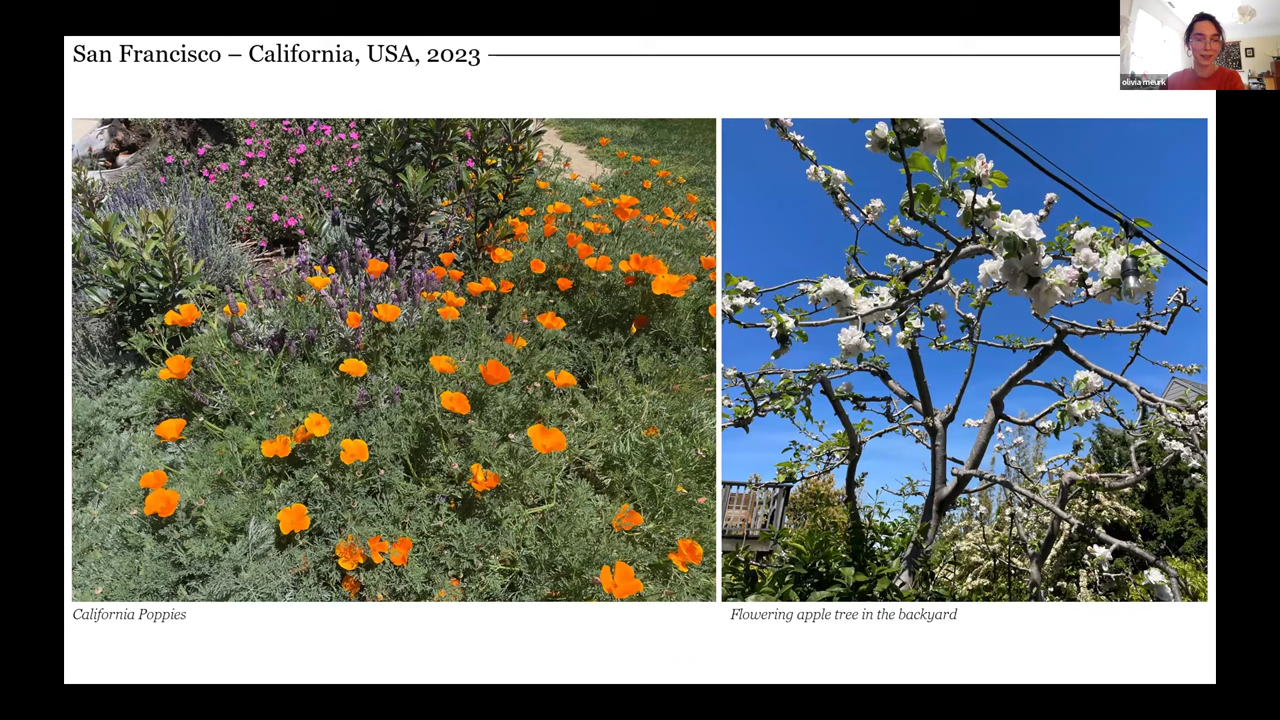 San Francisco – California, USA, 2023
olivia meurk
California Poppies
Flowering apple tree in the backyard